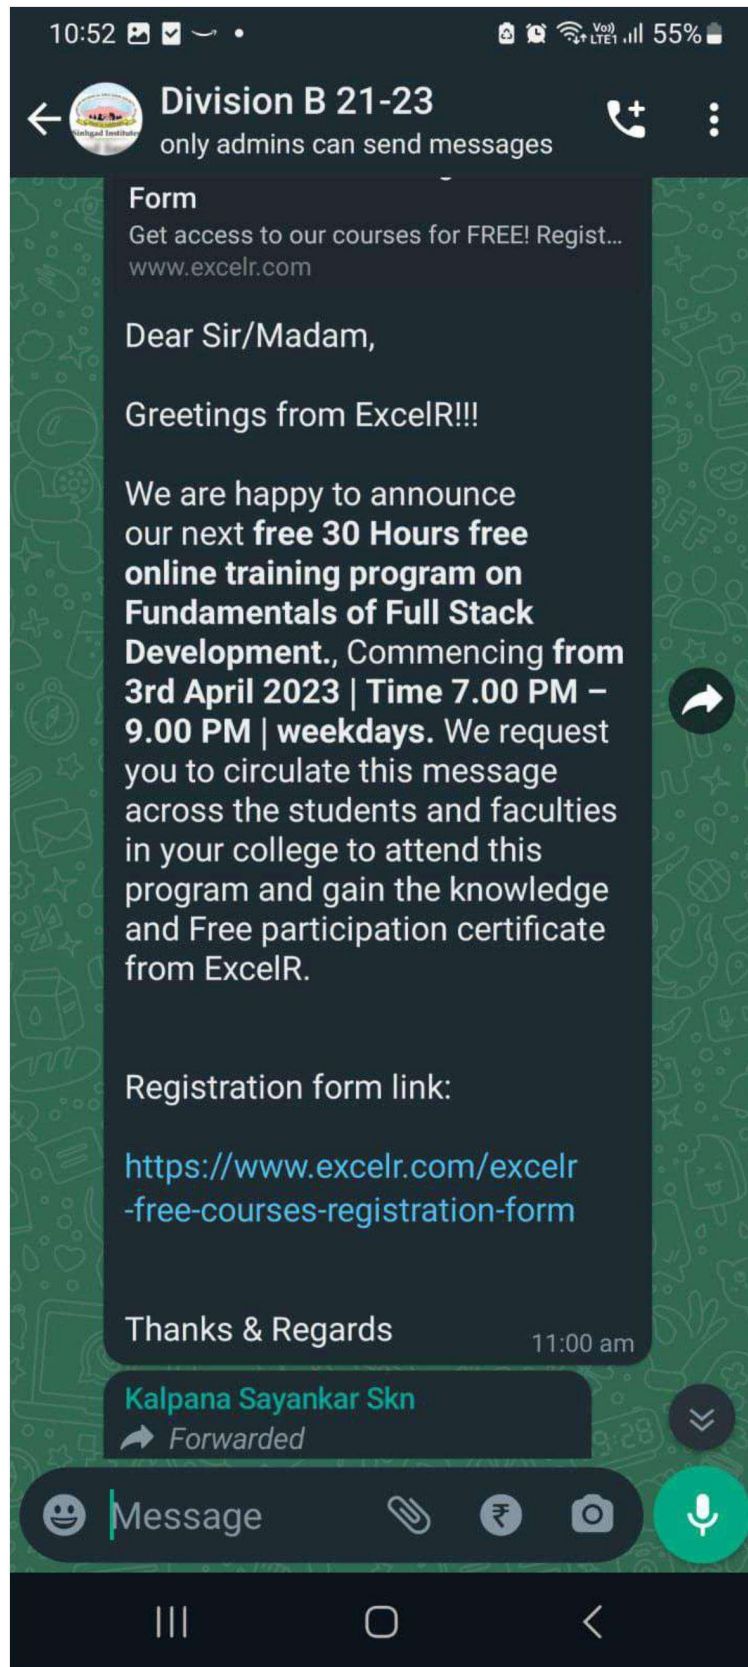 10:52
Vo)) LTE1 55%
Division B 21-23
only admins can send messages
Form
Get access to our courses for FREE! Regist...
www.excelr.com
Dear Sir/Madam,
Greetings from ExcelR!!!
We are happy to announce
our next free 30 Hours free
online training program on
Fundamentals of Full Stack
Development., Commencing from
3rd April 2023 | Time 7.00 PM –
9.00 PM | weekdays. We request
you to circulate this message
across the students and faculties
in your college to attend this
program and gain the knowledge
and Free participation certificate
from ExcelR.
Registration form link:
https://www.excelr.com/excelr
-free-courses-registration-form
Thanks & Regards
11:00 am
Kalpana Sayankar Skn
Forwarded
Message